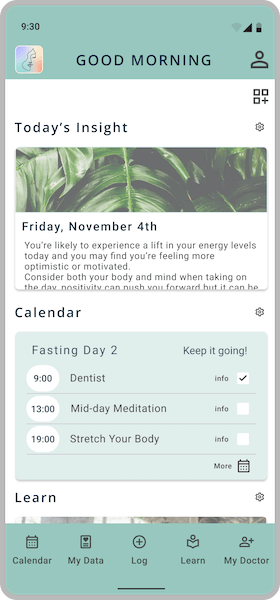 9:30
GOOD MORNING
Today's Insight
Friday, November 4th
You're likely to experience a lift in your energy levels
today and you may find you're feeling more
optimistic or motivated.
Consider both your body and mind when taking on
the day, positivity can push you forward but it can be
Calendar
Fasting Day 2 Keep it going!
9:00 Dentist info
13:00 Mid-day Meditation info
19:00 Stretch Your Body info
More
Learn
Calendar My Data Log Learn My Doctor